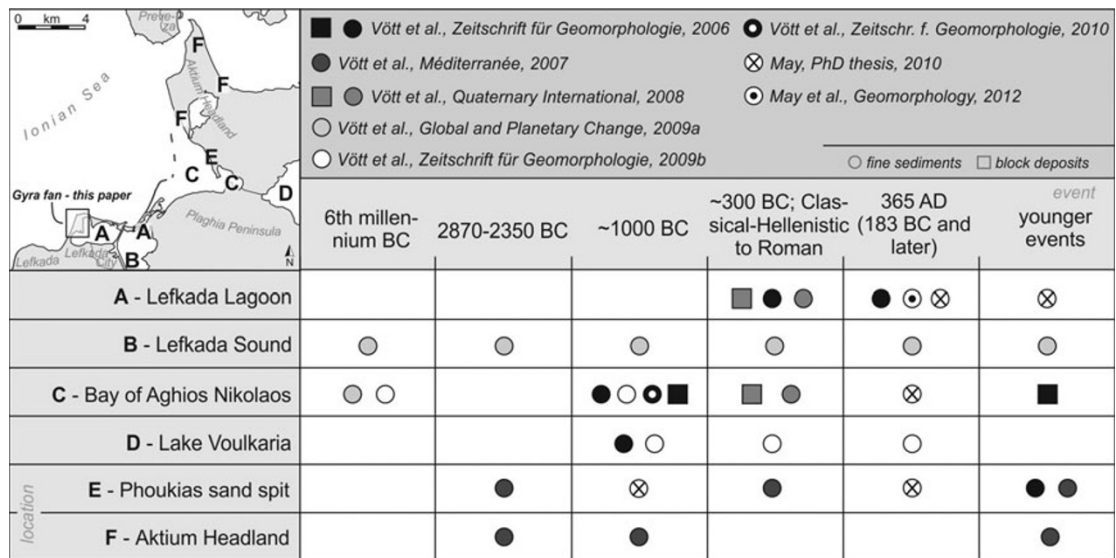 0 km 4
Preveza
Ionian Sea
F
Aktium Headland
F
F
E
C
C
D
Gyra fan - this paper
Plaghia Peninsula
A
A
Lefkada
Lefkada City
B
N
Vött et al., Zeitschrift für Geomorphologie, 2006
Vött et al., Méditerranée, 2007
Vött et al., Quaternary International, 2008
Vött et al., Global and Planetary Change, 2009a
Vött et al., Zeitschrift für Geomorphologie, 2009b
Vött et al., Zeitschr. f. Geomorphologie, 2010
May, PhD thesis, 2010
May et al., Geomorphology, 2012
fine sediments block deposits
event
6th millen-
nium BC
2870-2350 BC
~1000 BC
~300 BC; Clas-
sical-Hellenistic
to Roman
365 AD
(183 BC and
later)
younger
events
location
A - Lefkada Lagoon
B - Lefkada Sound
C - Bay of Aghios Nikolaos
D - Lake Voulkaria
E - Phoukias sand spit
F - Aktium Headland